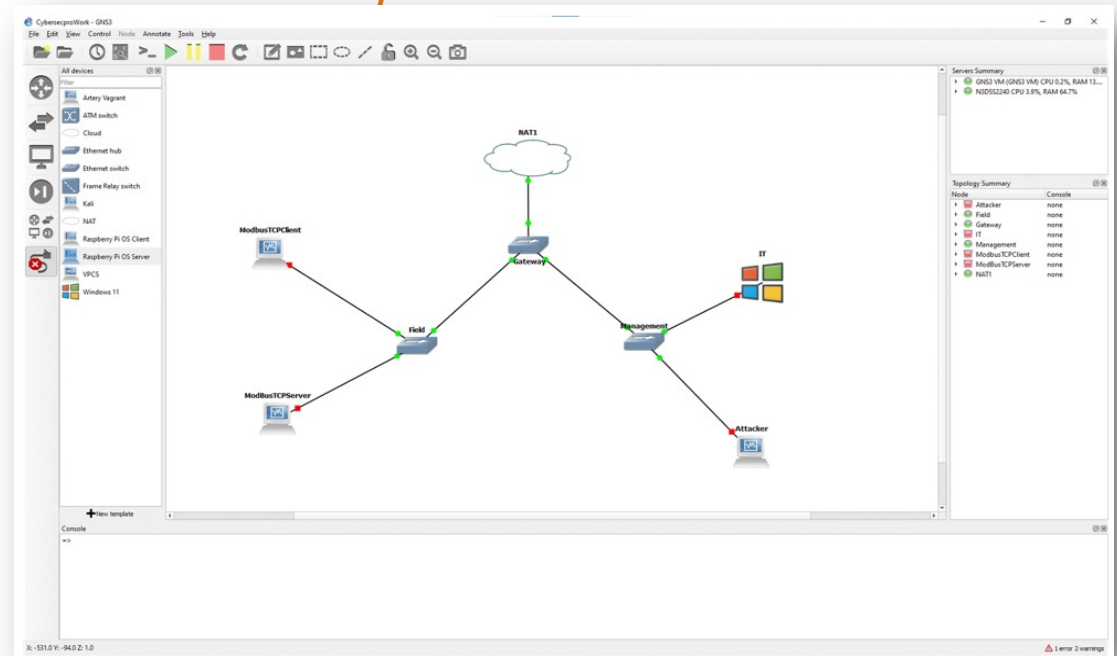 CybersecproWork - GNS3
File Edit View Control Node Annotate Tools Help
All devices
Filter
Artery Vagrant
ATM switch
Cloud
Ethernet hub
Ethernet switch
Frame Relay switch
Kali
NAT
Raspberry Pi OS Client
Raspberry Pi OS Server
VPCS
Windows 11
New template
NAT1
ModbusTCPClient
Gateway
IT
Field
Management
ModBusTCPServer
Attacker
Servers Summary
GNS3 VM (GNS3 VM) CPU 0.2%, RAM 13....
N3DSS2240 CPU 3.9%, RAM 64.7%
Topology Summary
Node Console
Attacker none
Field none
Gateway none
IT none
Management none
ModbusTCPClient none
ModBusTCPServer none
NAT1 none
Console
=>
X: -531.0 Y: -94.0 Z: 1.0
1 error 2 warnings